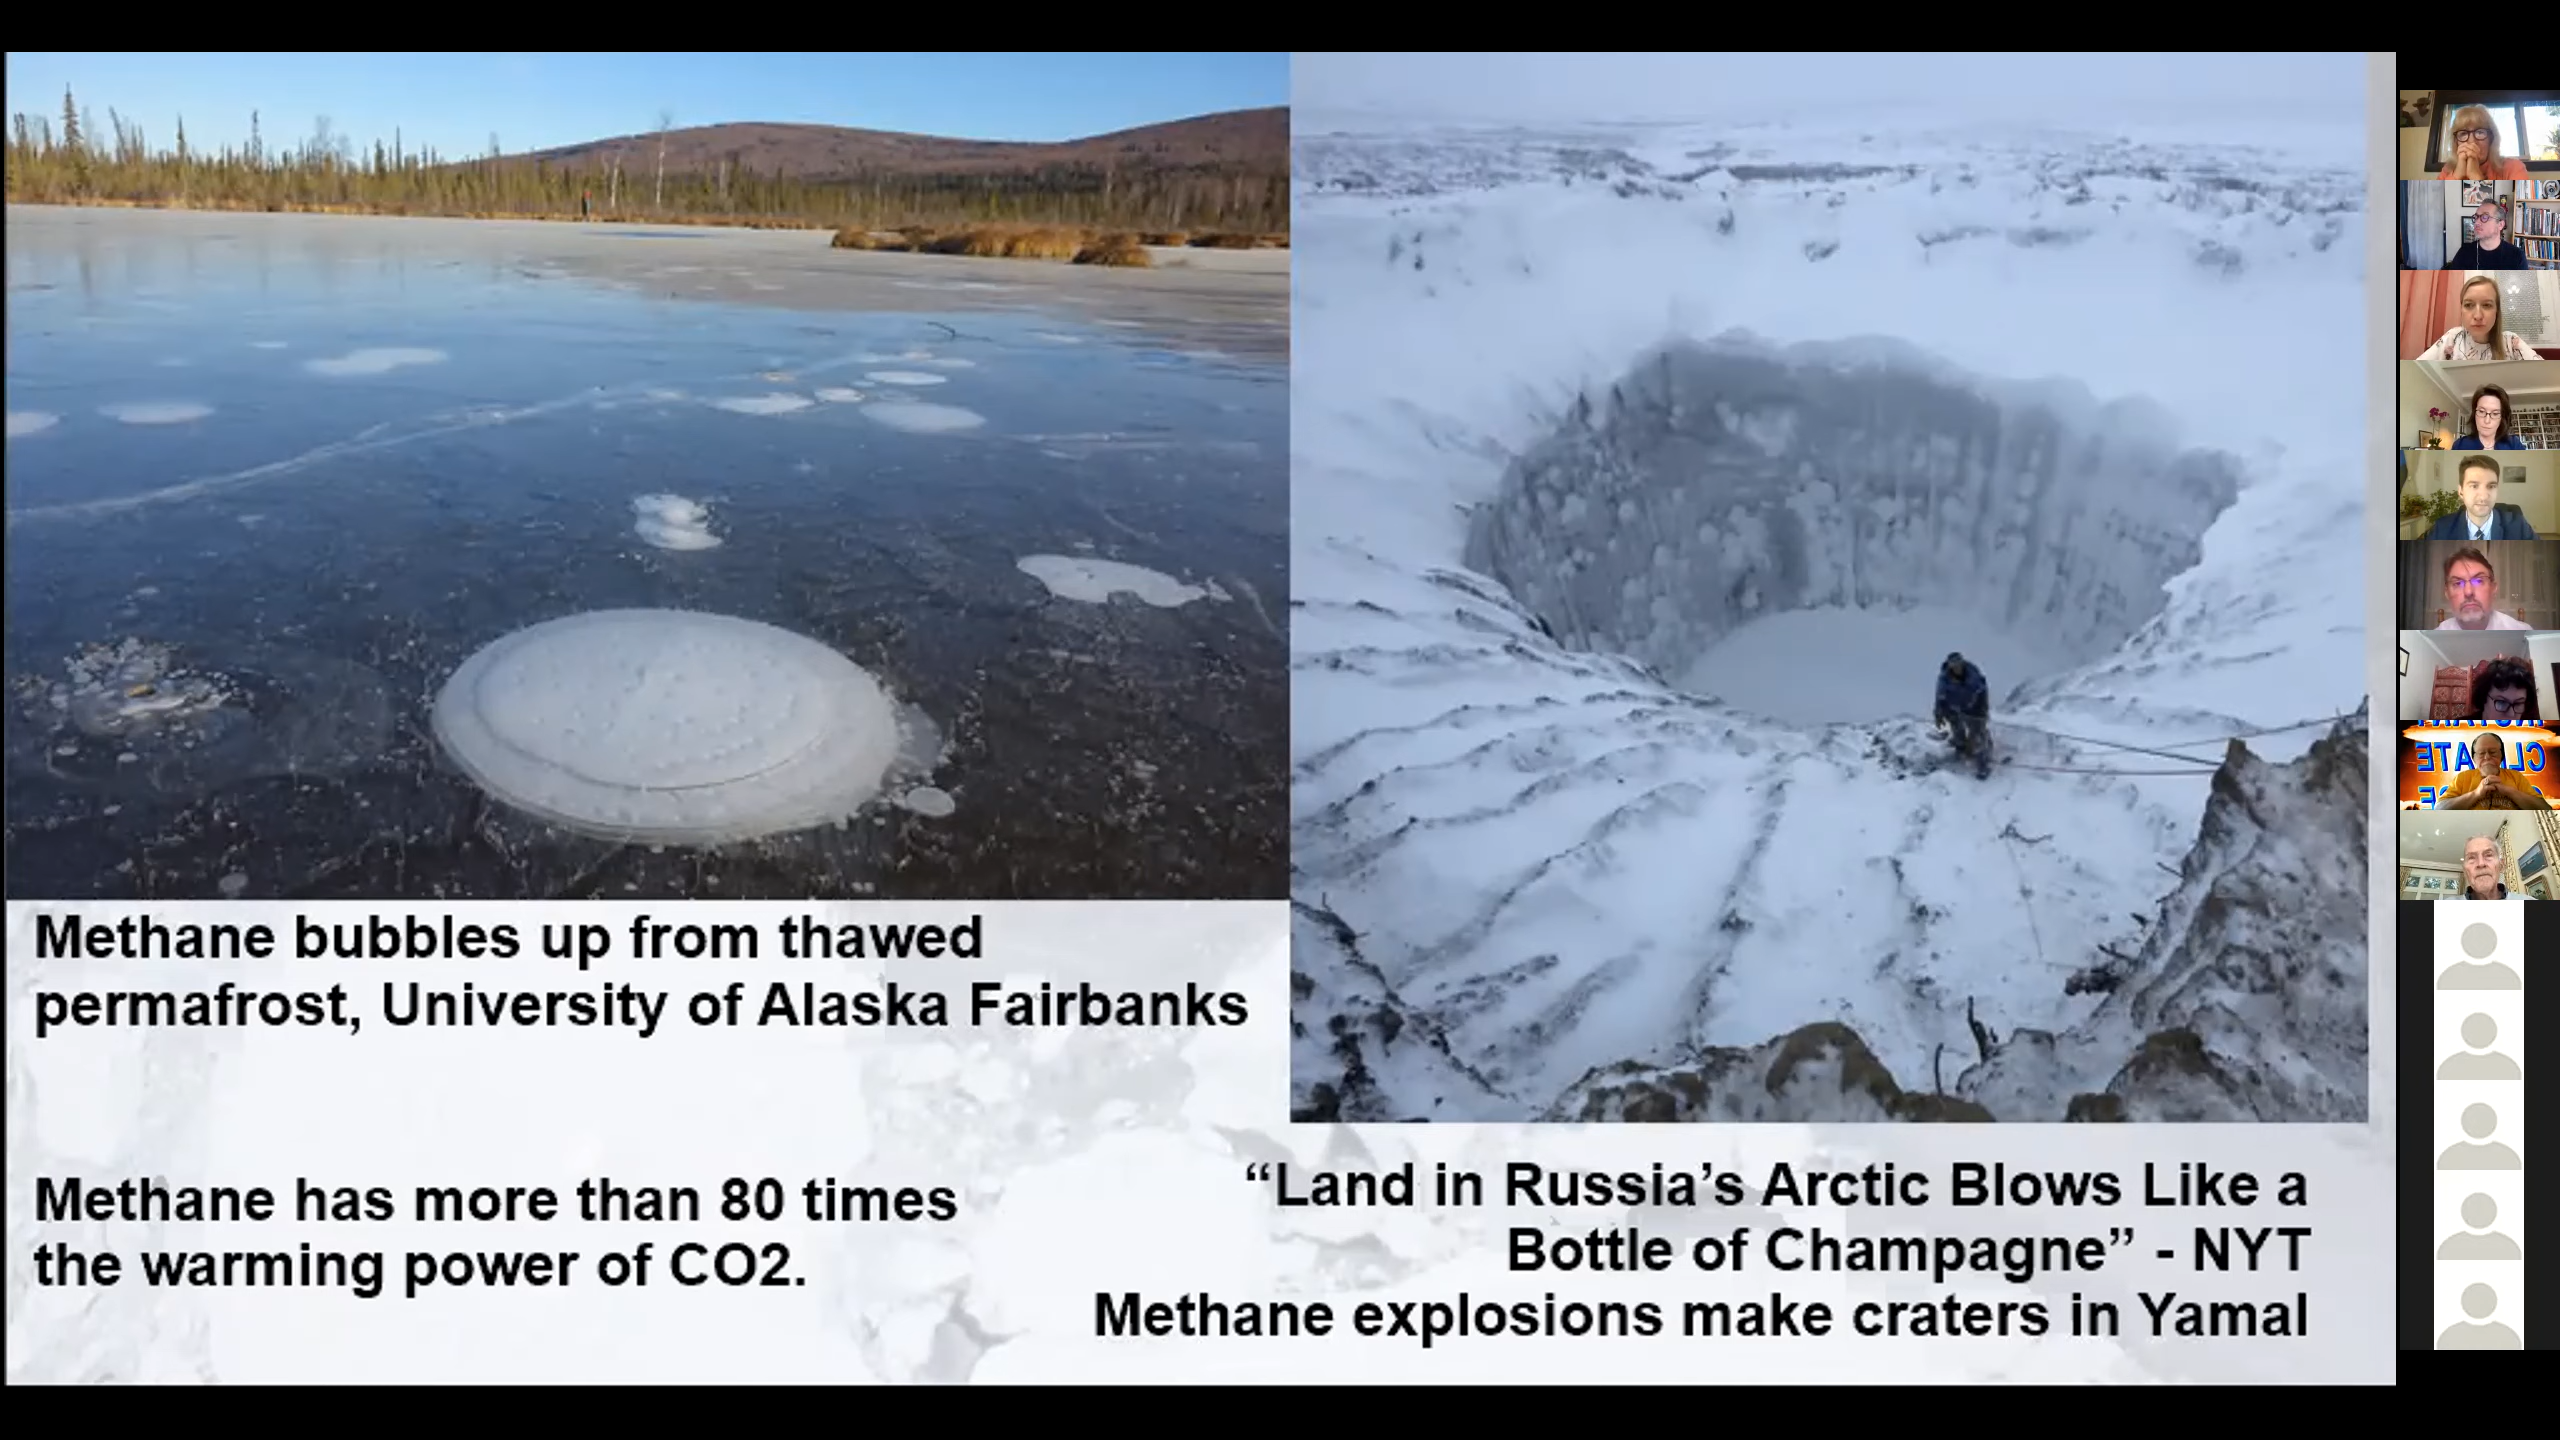 Methane bubbles up from thawed
permafrost, University of Alaska Fairbanks
Methane has more than 80 times
the warming power of CO2.
“Land in Russia’s Arctic Blows Like a
Bottle of Champagne” - NYT
Methane explosions make craters in Yamal